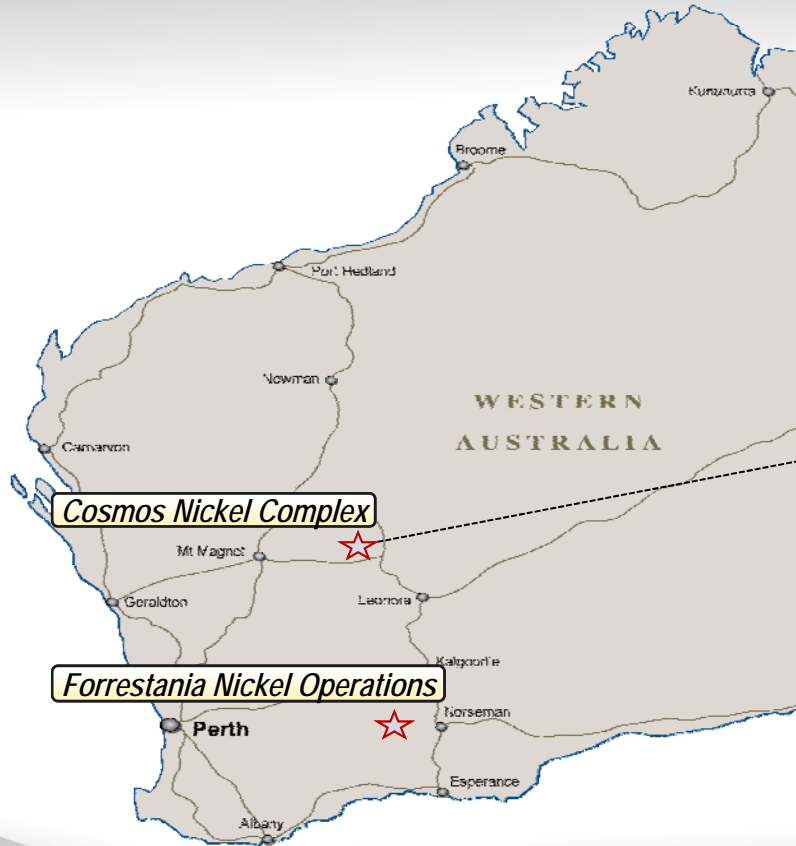 Kununurra
Broome
Port Hedland
Newman
WESTERN
AUSTRALIA
Carnarvon
Cosmos Nickel Complex
Mt Magnet
Geraldton
Leonora
Kalgoorlie
Forrestania Nickel Operations
Norseman
Perth
Esperance
Albany